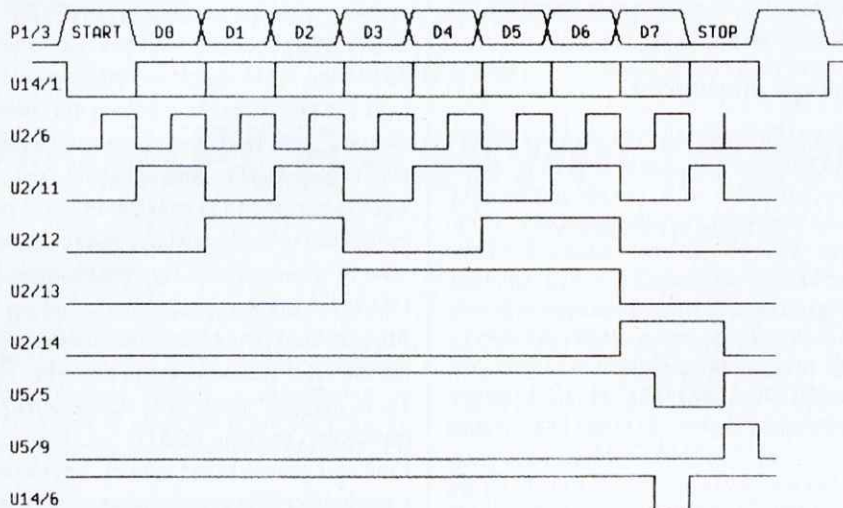 P1/3 START D0 D1 D2 D3 D4 D5 D6 D7 STOP
U14/1
U2/6
U2/11
U2/12
U2/13
U2/14
U5/5
U5/9
U14/6